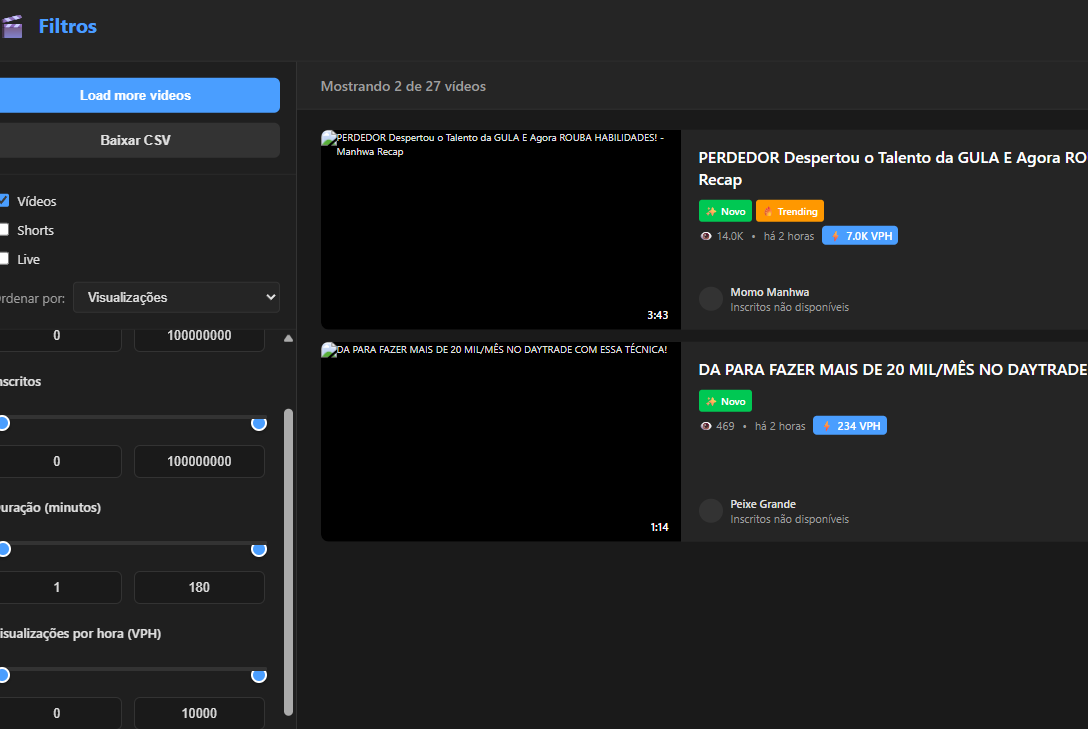 Filtros
Load more videos
Baixar CSV
Vídeos
Shorts
Live
rdenar por:
Visualizações
0
100000000
nscritos
0
100000000
uração (minutos)
1
180
isualizações por hora (VPH)
0
10000
Mostrando 2 de 27 vídeos
PERDEDOR Despertou o Talento da GULA E Agora ROUBA HABILIDADES! -
Manhwa Recap
3:43
PERDEDOR Despertou o Talento da GULA E Agora RO
Recap
Novo
Trending
14.0K • há 2 horas
7.0K VPH
Momo Manhwa
Inscritos não disponíveis
DA PARA FAZER MAIS DE 20 MIL/MÊS NO DAYTRADE COM ESSA TÉCNICA!
1:14
DA PARA FAZER MAIS DE 20 MIL/MÊS NO DAYTRADE
Novo
469 • há 2 horas
234 VPH
Peixe Grande
Inscritos não disponíveis